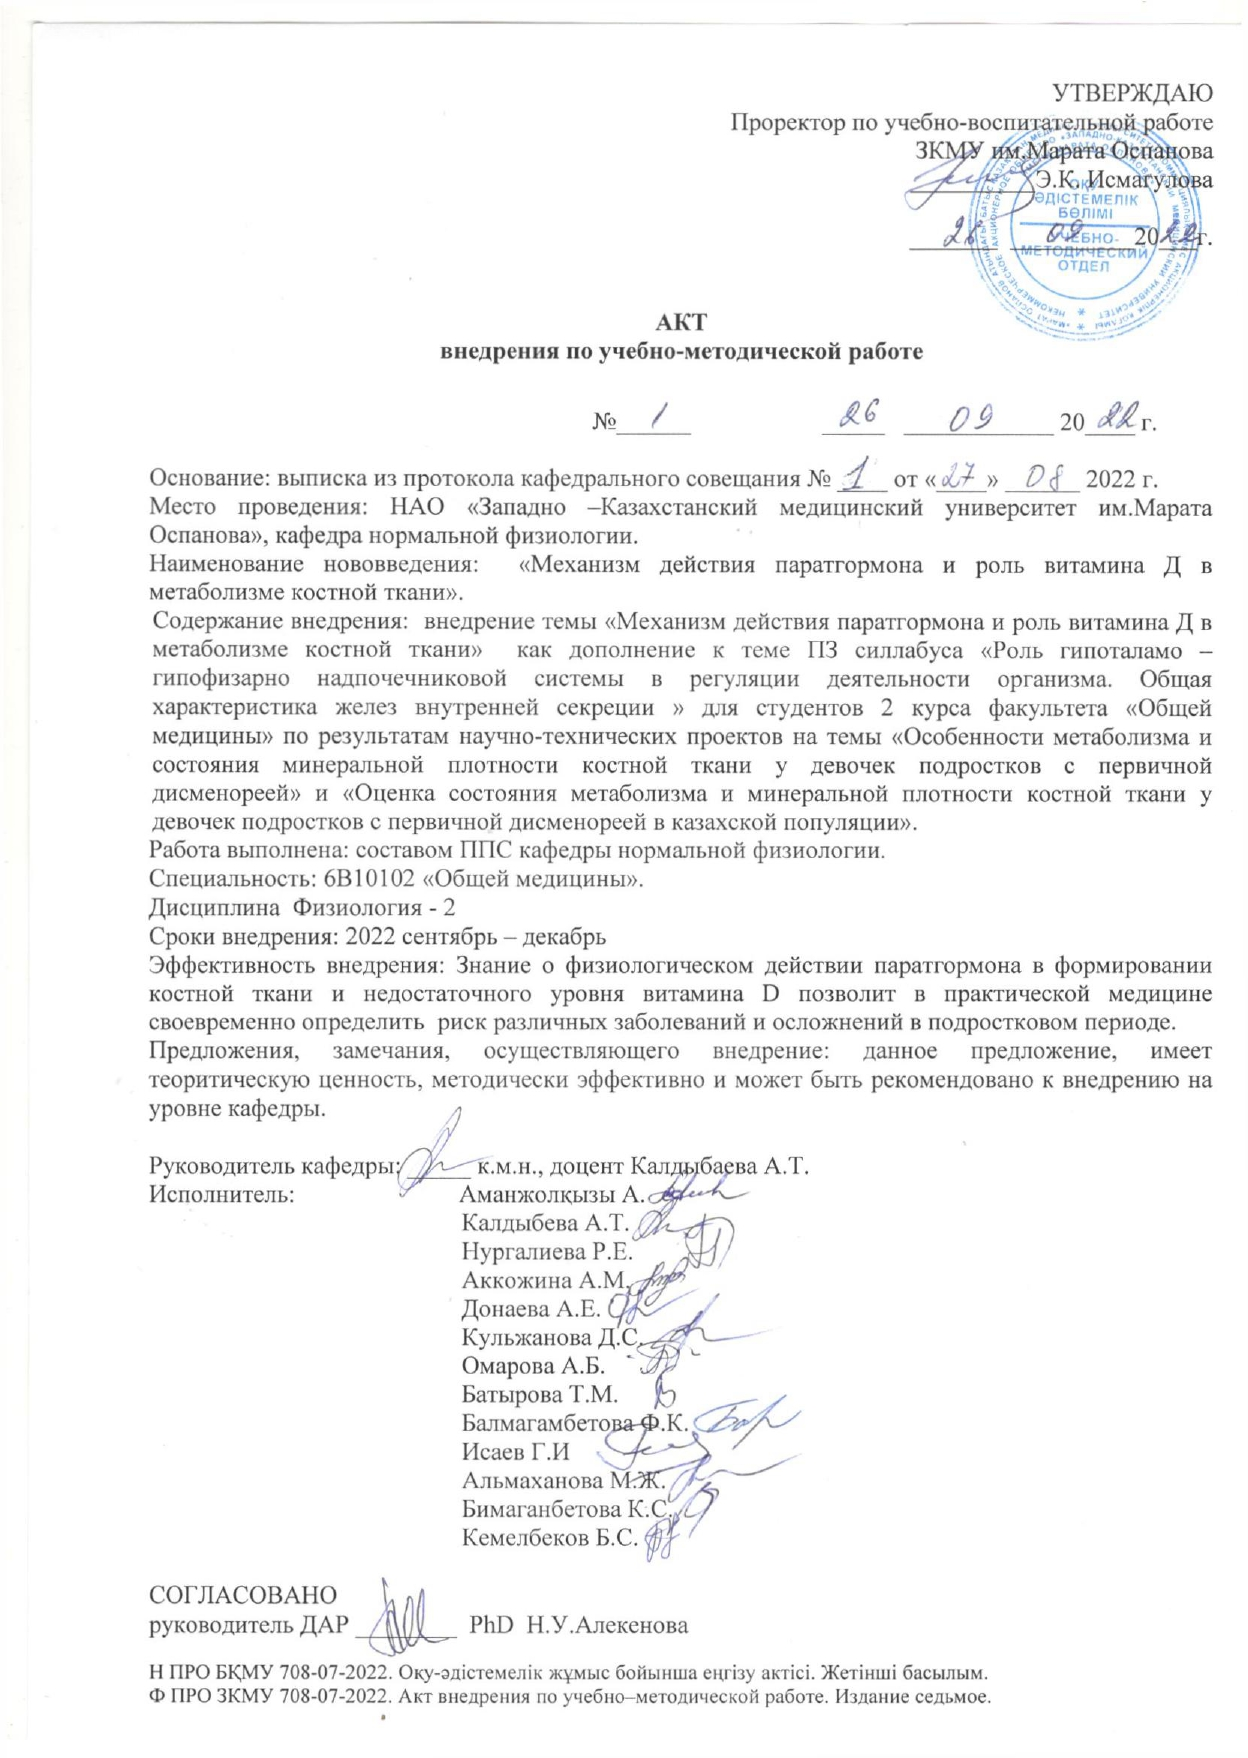 УТВЕРЖДАЮ
Проректор по учебно-воспитательной работе
ЗКМУ им.Марата Оспанова
Э.К. Исмагулова
26 09 2022 г.
ОҚУ
ӘДІСТЕМЕЛІК
БӨЛІМІ
УЧЕБНО-
МЕТОДИЧЕСКИЙ
ОТДЕЛ
АКТ
внедрения по учебно-методической работе
№ 1 26 09 2022 г.
Основание: выписка из протокола кафедрального совещания № 1 от «27» 08 2022 г.
Место проведения: НАО «Западно –Казахстанский медицинский университет им.Марата
Оспанова», кафедра нормальной физиологии.
Наименование нововведения: «Механизм действия паратгормона и роль витамина Д в
метаболизме костной ткани».
Содержание внедрения: внедрение темы «Механизм действия паратгормона и роль витамина Д в
метаболизме костной ткани» как дополнение к теме ПЗ силлабуса «Роль гипоталамо –
гипофизарно надпочечниковой системы в регуляции деятельности организма. Общая
характеристика желез внутренней секреции » для студентов 2 курса факультета «Общей
медицины» по результатам научно-технических проектов на темы «Особенности метаболизма и
состояния минеральной плотности костной ткани у девочек подростков с первичной
дисменореей» и «Оценка состояния метаболизма и минеральной плотности костной ткани у
девочек подростков с первичной дисменореей в казахской популяции».
Работа выполнена: составом ППС кафедры нормальной физиологии.
Специальность: 6В10102 «Общей медицины».
Дисциплина Физиология - 2
Сроки внедрения: 2022 сентябрь – декабрь
Эффективность внедрения: Знание о физиологическом действии паратгормона в формировании
костной ткани и недостаточного уровня витамина D позволит в практической медицине
своевременно определить риск различных заболеваний и осложнений в подростковом периоде.
Предложения, замечания, осуществляющего внедрение: данное предложение, имеет
теоритическую ценность, методически эффективно и может быть рекомендовано к внедрению на
уровне кафедры.
Руководитель кафедры: к.м.н., доцент Калдыбаева А.Т.
Исполнитель: Аманжолқызы А.
Калдыбева А.Т.
Нургалиева Р.Е.
Аккожина А.М.
Донаева А.Е.
Кульжанова Д.С.
Омарова А.Б.
Батырова Т.М.
Балмагамбетова Ф.К.
Исаев Г.И
Альмаханова М.Ж.
Бимаганбетова К.С.
Кемелбеков Б.С.
СОГЛАСОВАНО
руководитель ДАР PhD Н.У.Алекенова
Н ПРО БҚМУ 708-07-2022. Оқу-әдістемелік жұмыс бойынша еңгізу актісі. Жетінші басылым.
Ф ПРО ЗКМУ 708-07-2022. Акт внедрения по учебно–методической работе. Издание седьмое.